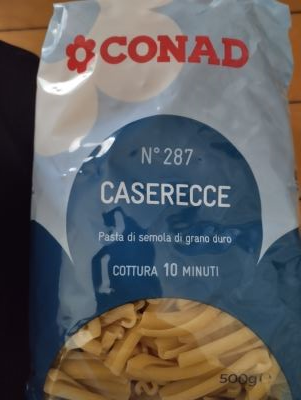 CONAD
N° 287
CASERECCE
Pasta di semola di grano duro
COTTURA 10 MINUTI
500g℮